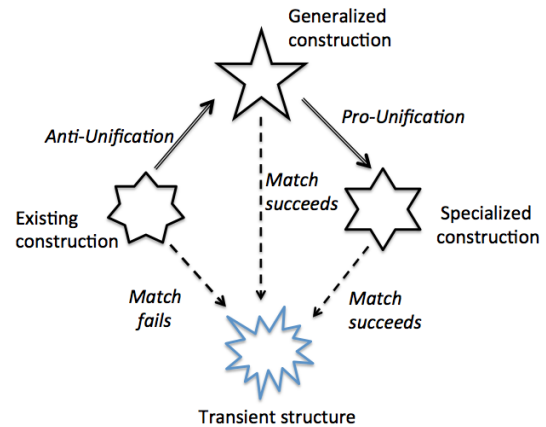 Generalized
construction
Anti-Unification
Pro-Unification
Match
succeeds
Existing
construction
Specialized
construction
Match
fails
Match
succeeds
Transient structure